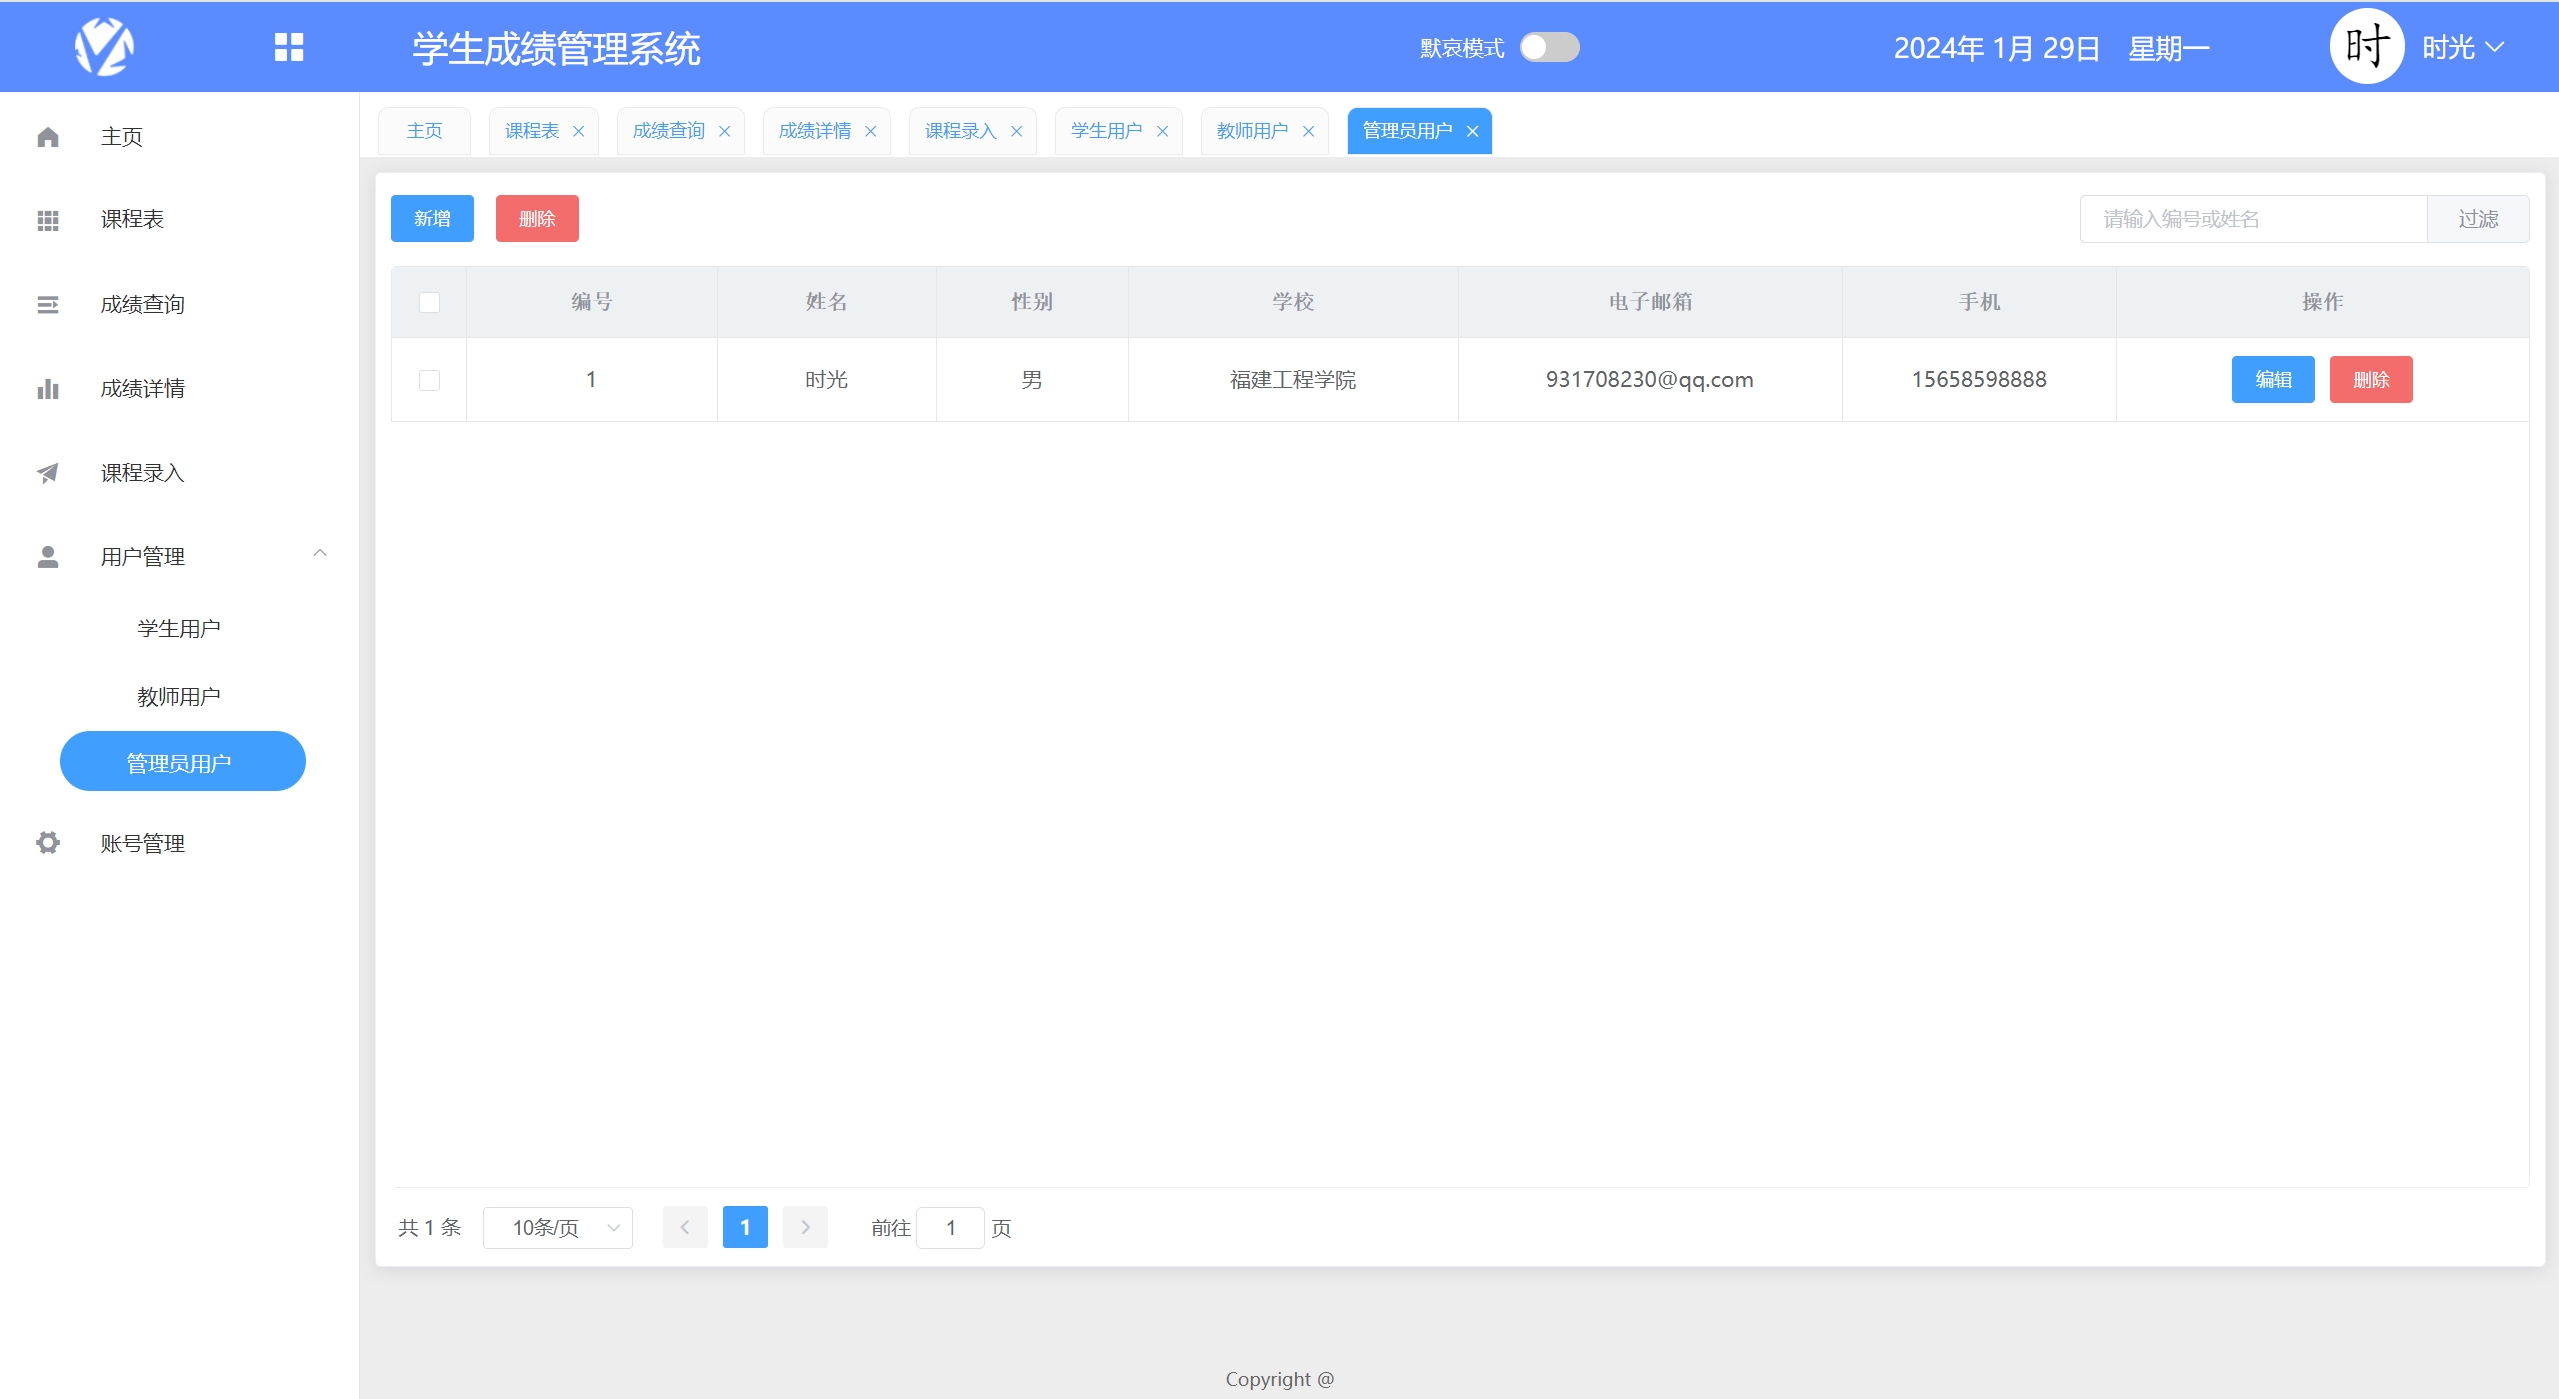 学生成绩管理系统 默哀模式 2024年 1月 29日 星期一 时 时光
主页 课程表 成绩查询 成绩详情 课程录入 学生用户 教师用户 管理员用户
主页
课程表
成绩查询
成绩详情
课程录入
用户管理
学生用户
教师用户
管理员用户
账号管理
新增 删除 请输入编号或姓名 过滤
编号 姓名 性别 学校 电子邮箱 手机 操作
1 时光 男 福建工程学院 931708230@qq.com 15658598888 编辑 删除
共 1 条 10条/页 1 前往 1 页
Copyright @